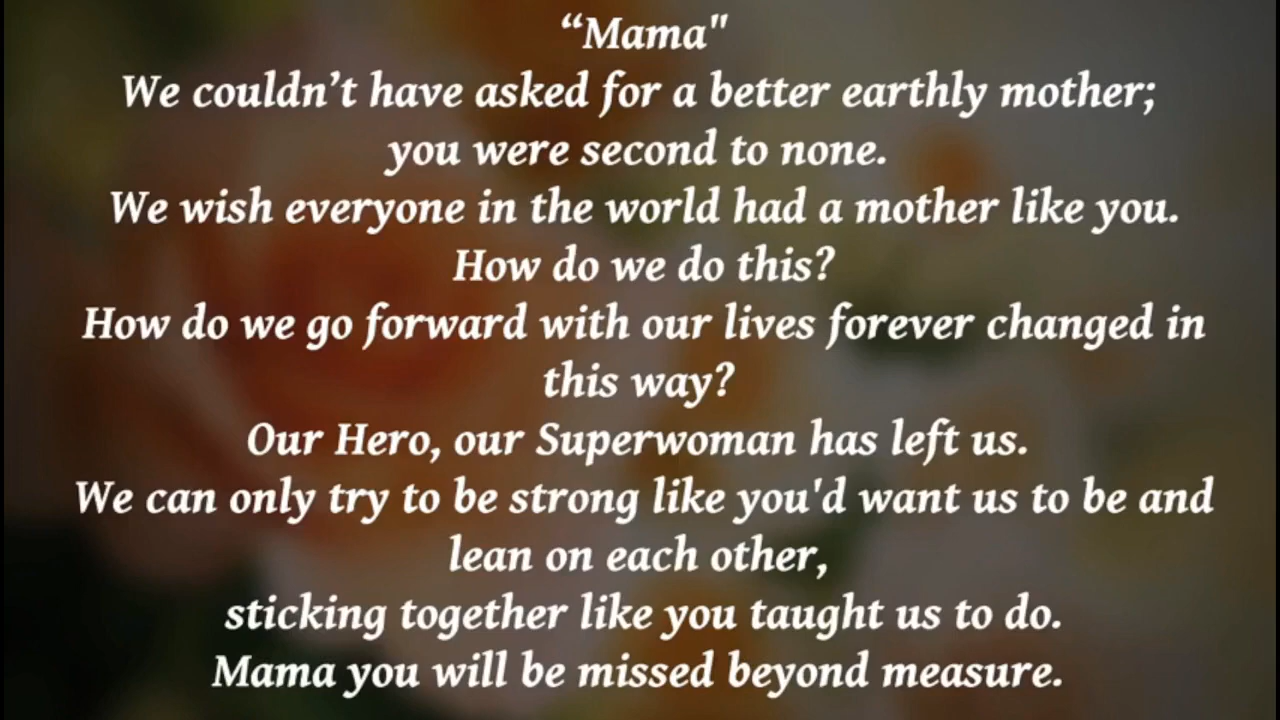 “Mama"
We couldn’t have asked for a better earthly mother;
you were second to none.
We wish everyone in the world had a mother like you.
How do we do this?
How do we go forward with our lives forever changed in
this way?
Our Hero, our Superwoman has left us.
We can only try to be strong like you'd want us to be and
lean on each other,
sticking together like you taught us to do.
Mama you will be missed beyond measure.